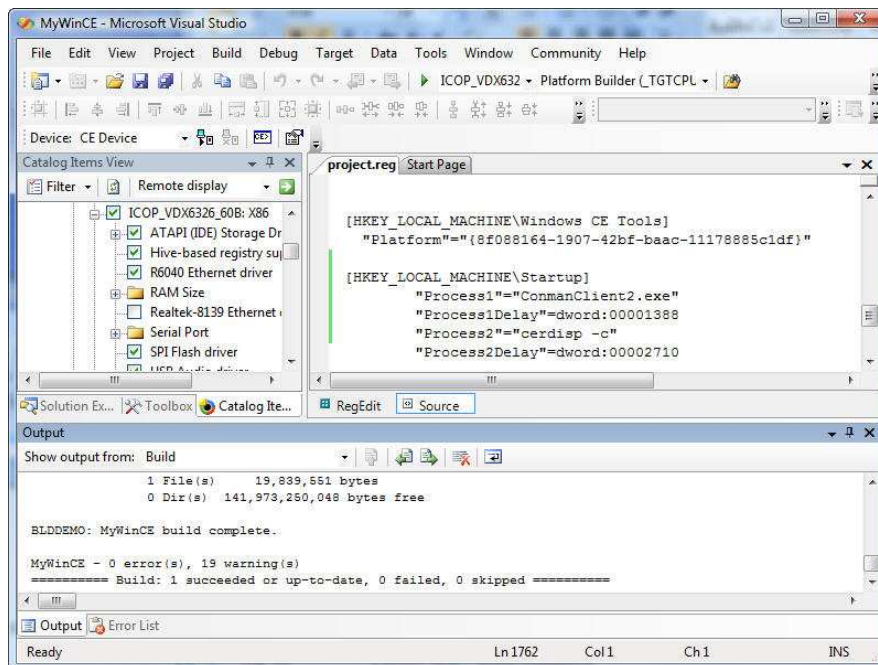 MyWinCE - Microsoft Visual Studio
File Edit View Project Build Debug Target Data Tools Window Community Help
ICOP_VDX632 Platform Builder (_TGTCPU
Device: CE Device
Catalog Items View
Filter Remote display
ICOP_VDX6326_60B: X86
ATAPI (IDE) Storage Dr
Hive-based registry su
R6040 Ethernet driver
RAM Size
Realtek-8139 Ethernet
Serial Port
SPI Flash driver
USB Audio driver
Solution Ex... Toolbox Catalog Ite...
project.reg Start Page
[HKEY_LOCAL_MACHINE\Windows CE Tools]
"Platform"="{8f088164-1907-42bf-baac-11178885c1df}"
[HKEY_LOCAL_MACHINE\Startup]
"Process1"="ConmanClient2.exe"
"Process1Delay"=dword:00001388
"Process2"="cerdisp -c"
"Process2Delay"=dword:00002710
RegEdit Source
Output
Show output from: Build
1 File(s) 19,839,551 bytes
0 Dir(s) 141,973,250,048 bytes free
BLDDEMO: MyWinCE build complete.
MyWinCE - 0 error(s), 19 warning(s)
========== Build: 1 succeeded or up-to-date, 0 failed, 0 skipped ==========
Output Error List
Ready Ln 1762 Col 1 Ch 1 INS